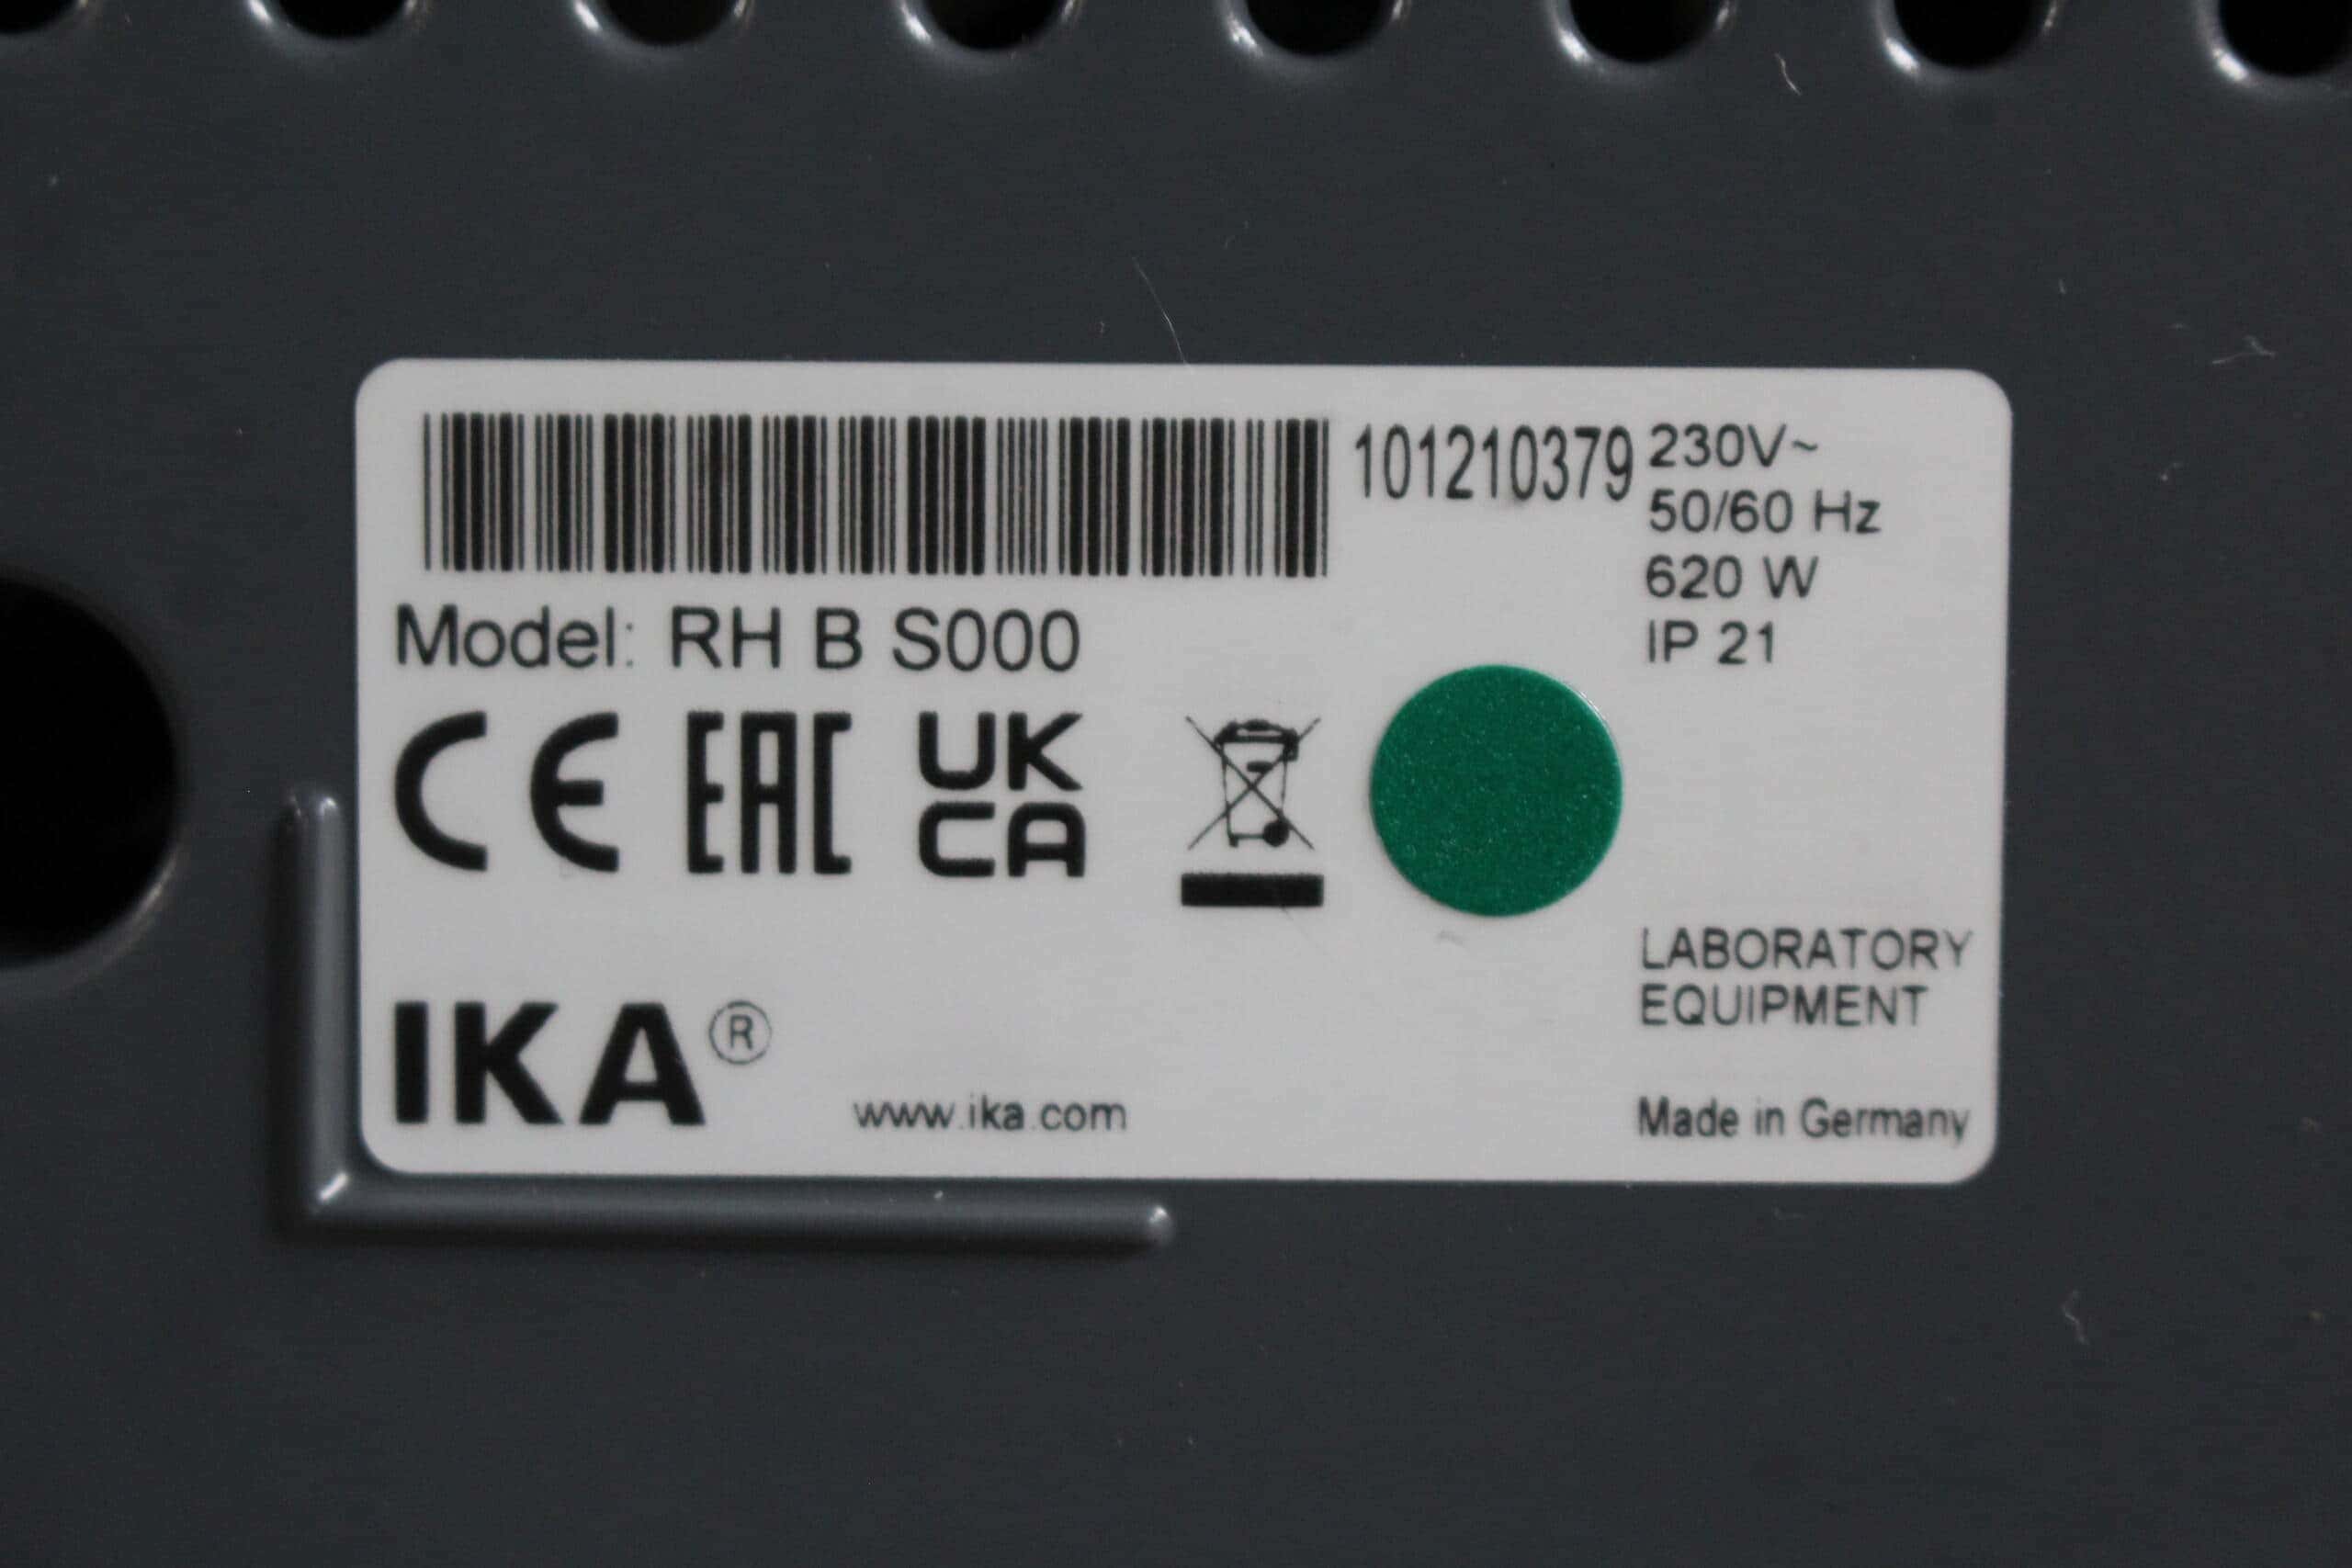 101210379
230V~
50/60 Hz
620 W
IP 21
Model: RH B S000
CE EAC UK
CA
LABORATORY
EQUIPMENT
IKA®
www.ika.com
Made in Germany